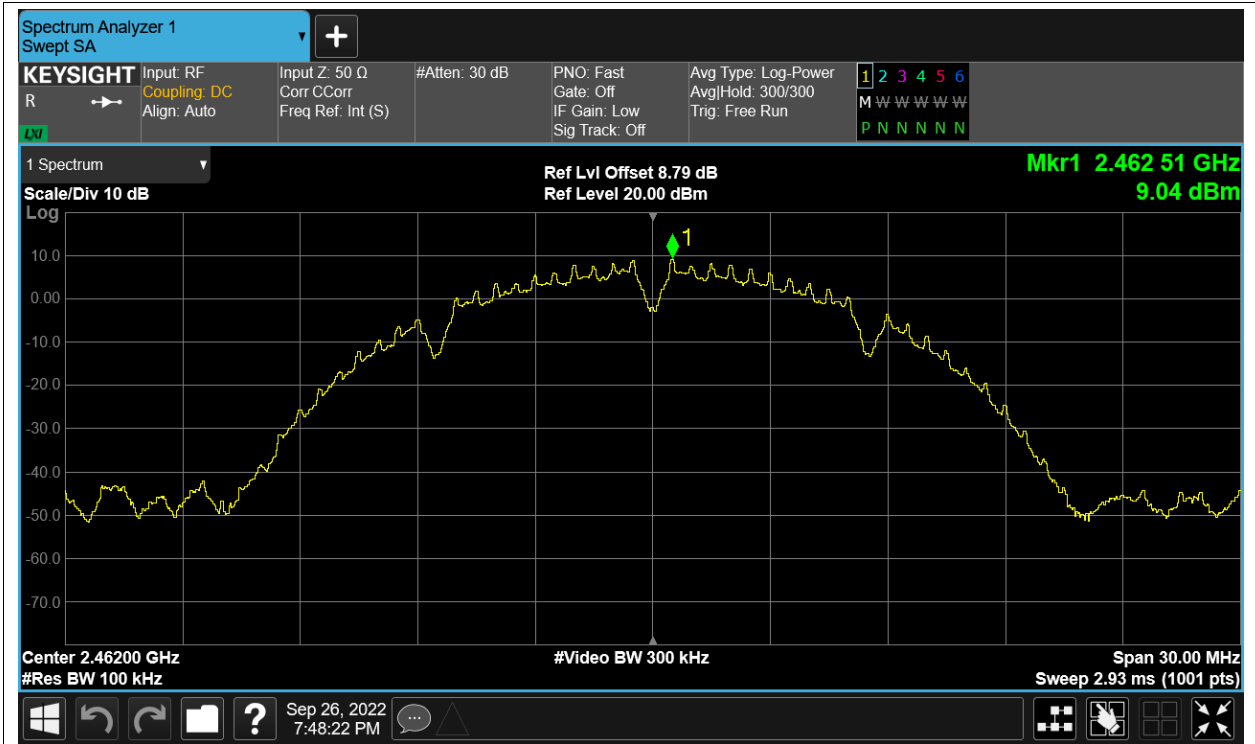 Spectrum Analyzer 1
Swept SA
KEYSIGHT
R
LXI
Input: RF
Coupling: DC
Align: Auto
Input Z: 50 Ω
Corr CCorr
Freq Ref: Int (S)
#Atten: 30 dB
PNO: Fast
Gate: Off
IF Gain: Low
Sig Track: Off
Avg Type: Log-Power
Avg|Hold: 300/300
Trig: Free Run
1 2 3 4 5 6
M W W W W W
P N N N N N
1 Spectrum
Scale/Div 10 dB
Log
Ref Lvl Offset 8.79 dB
Ref Level 20.00 dBm
Mkr1 2.462 51 GHz
9.04 dBm
1
10.0
0.00
-10.0
-20.0
-30.0
-40.0
-50.0
-60.0
-70.0
Center 2.46200 GHz
#Video BW 300 kHz
Span 30.00 MHz
#Res BW 100 kHz
Sweep 2.93 ms (1001 pts)
?
Sep 26, 2022
7:48:22 PM